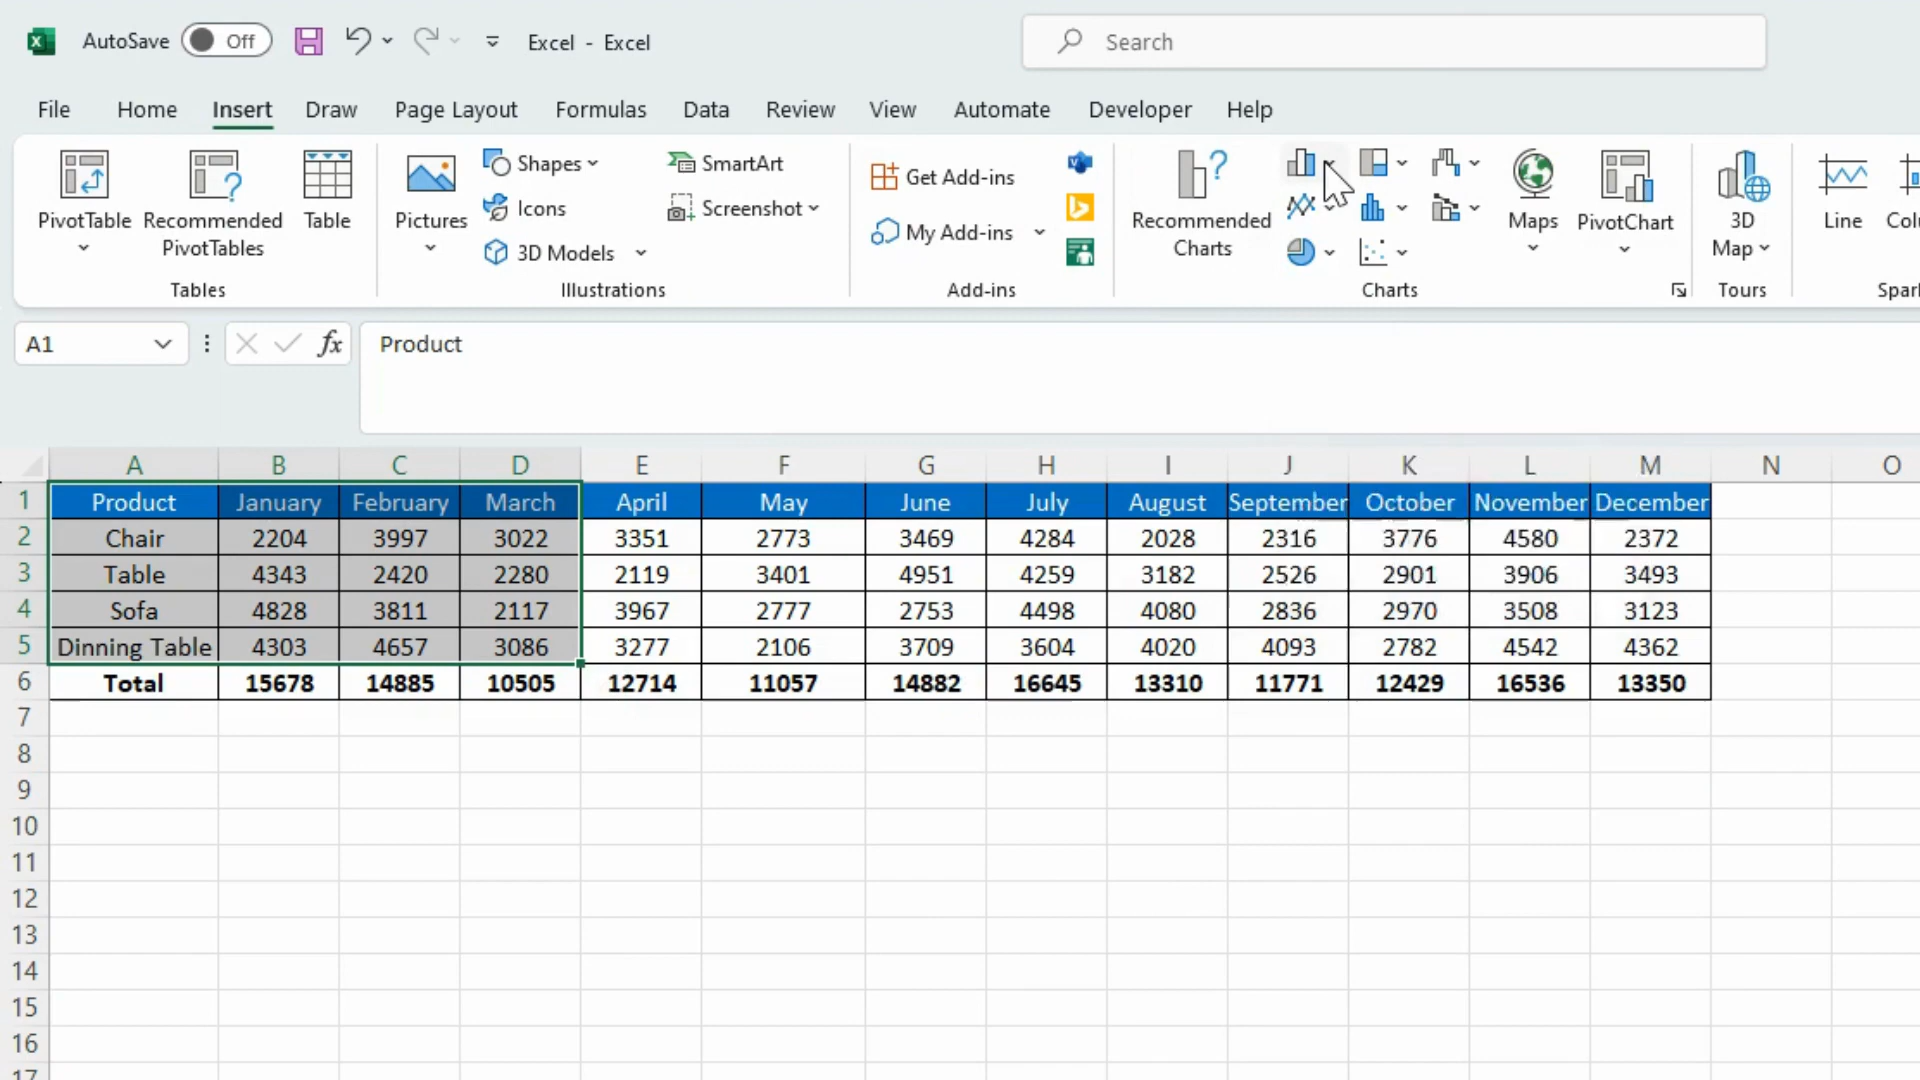 AutoSave Off Excel - Excel Search
File Home Insert Draw Page Layout Formulas Data Review View Automate Developer Help
PivotTable
Recommended PivotTables
Table
Tables
Pictures
Shapes
Icons
3D Models
SmartArt
Screenshot
Illustrations
Get Add-ins
My Add-ins
Add-ins
Recommended Charts
Maps
PivotChart
Charts
3D Map
Tours
Line
A1 fx Product
A B C D E F G H I J K L M N O
1 Product January February March April May June July August September October November December
2 Chair 2204 3997 3022 3351 2773 3469 4284 2028 2316 3776 4580 2372
3 Table 4343 2420 2280 2119 3401 4951 4259 3182 2526 2901 3906 3493
4 Sofa 4828 3811 2117 3967 2777 2753 4498 4080 2836 2970 3508 3123
5 Dinning Table 4303 4657 3086 3277 2106 3709 3604 4020 4093 2782 4542 4362
6 Total 15678 14885 10505 12714 11057 14882 16645 13310 11771 12429 16536 13350
7
8
9
10
11
12
13
14
15
16
17